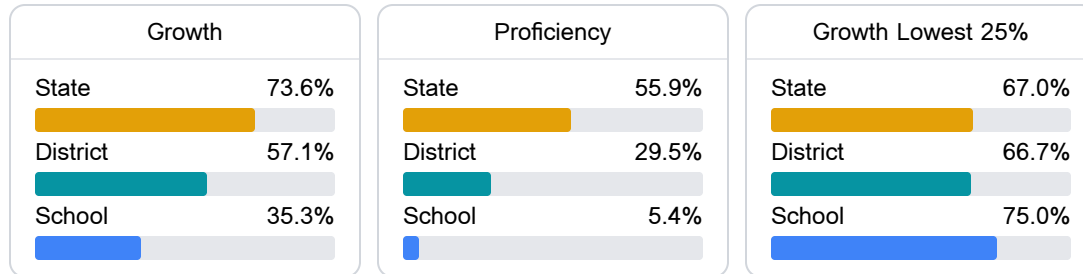 Growth
State 73.6%
District 57.1%
School 35.3%
Proficiency
State 55.9%
District 29.5%
School 5.4%
Growth Lowest 25%
State 67.0%
District 66.7%
School 75.0%